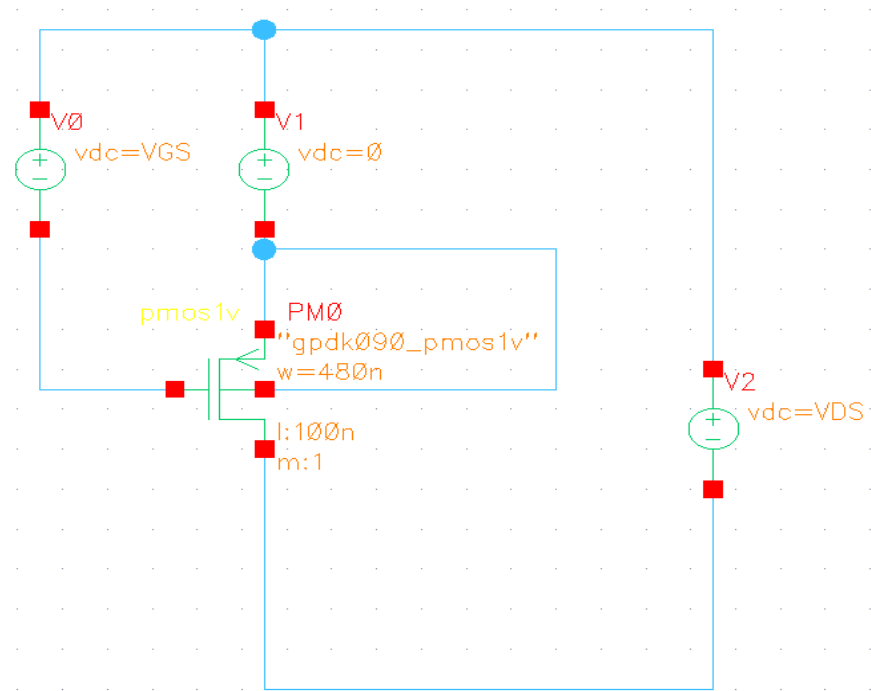 V0
vdc=VGS
V1
vdc=0
pmos1v
PM0
"gpdk090_pmos1v"
w=480n
l:100n
m:1
V2
vdc=VDS